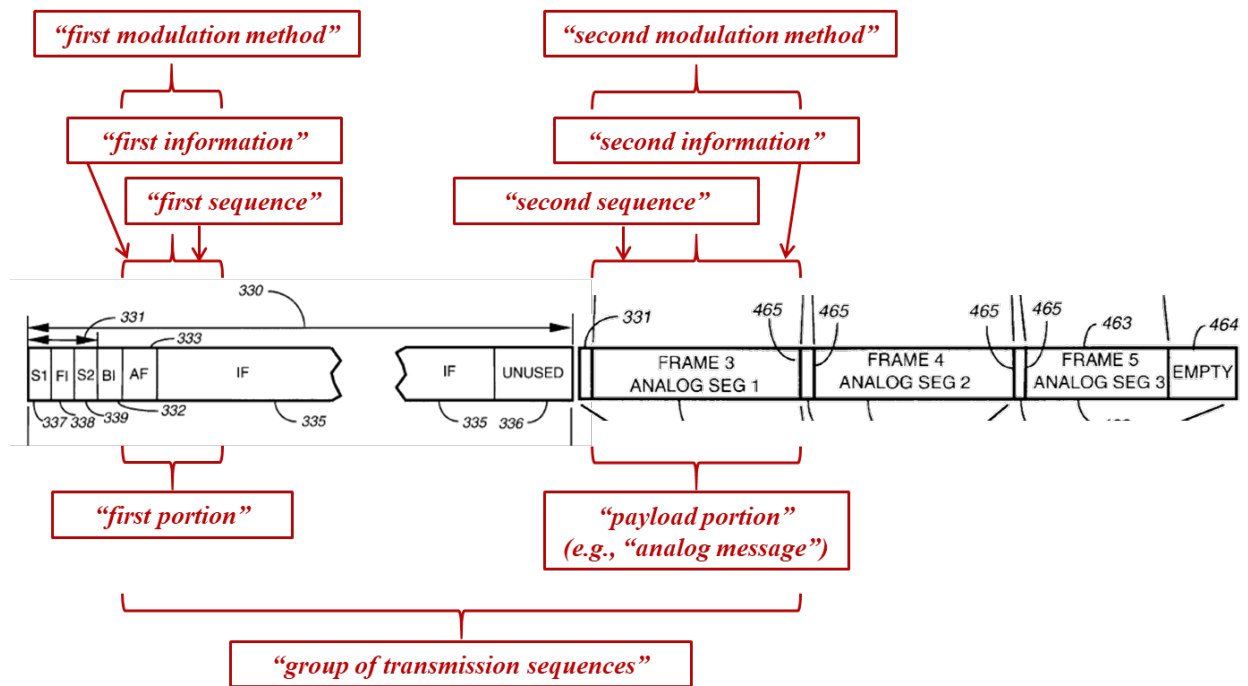 “first modulation method”
“second modulation method”
“first information”
“second information”
“first sequence”
“second sequence”
330
331
333
331
465
465
465
463
464
S1
FI
S2
BI
AF
IF
IF
UNUSED
FRAME 3
ANALOG SEG 1
FRAME 4
ANALOG SEG 2
FRAME 5
ANALOG SEG 3
EMPTY
337
338
339
332
335
335
336
“first portion”
“payload portion”
(e.g., “analog message”)
“group of transmission sequences”